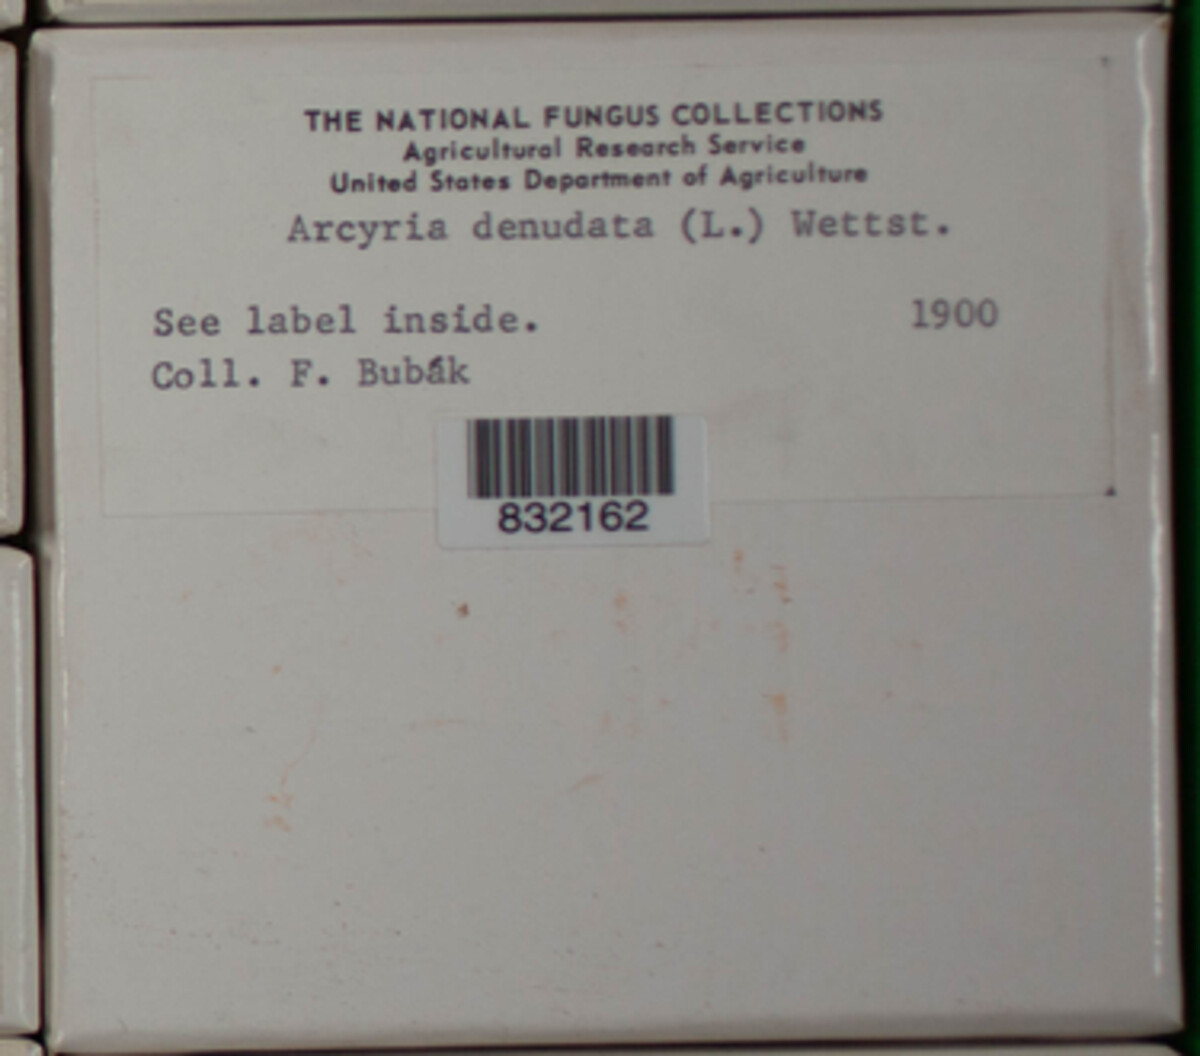 THE NATIONAL FUNGUS COLLECTIONS
Agricultural Research Service
United States Department of Agriculture
Arcyria denudata (L.) Wettst.
See label inside. 1900
Coll. F. Bubák
832162